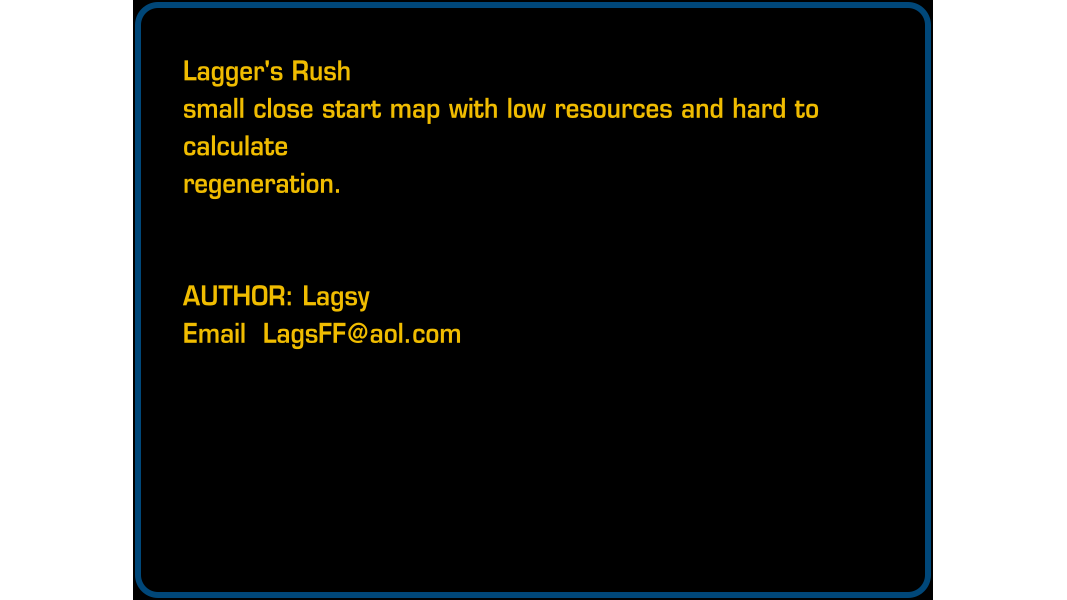 Lagger's Rush
small close start map with low resources and hard to
calculate
regeneration.
AUTHOR: Lagsy
Email  LagsFF@aol.com